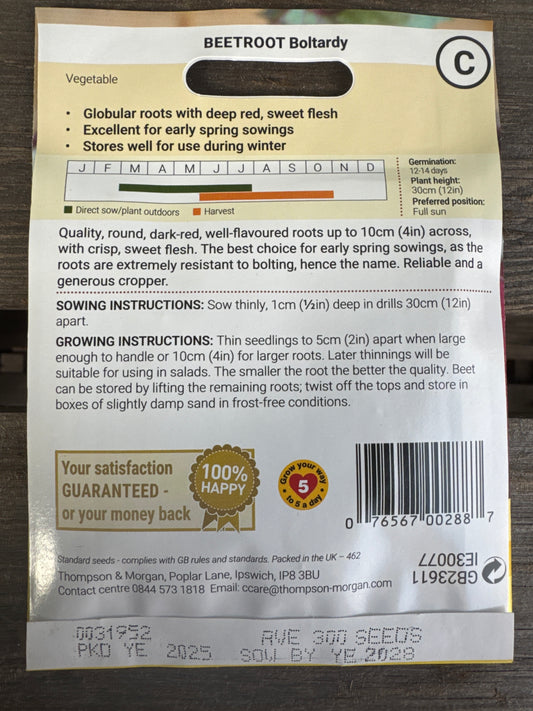 BEETROOT Boltardy
C
Vegetable
• Globular roots with deep red, sweet flesh
• Excellent for early spring sowings
• Stores well for use during winter
J F M A M J J A S O N D
Direct sow/plant outdoors Harvest
Germination:
12-14 days
Plant height:
30cm (12in)
Preferred position:
Full sun
Quality, round, dark-red, well-flavoured roots up to 10cm (4in) across,
with crisp, sweet flesh. The best choice for early spring sowings, as the
roots are extremely resistant to bolting, hence the name. Reliable and a
generous cropper.
SOWING INSTRUCTIONS: Sow thinly, 1cm (½in) deep in drills 30cm (12in)
apart.
GROWING INSTRUCTIONS: Thin seedlings to 5cm (2in) apart when large
enough to handle or 10cm (4in) for larger roots. Later thinnings will be
suitable for using in salads. The smaller the root the better the quality. Beet
can be stored by lifting the remaining roots; twist off the tops and store in
boxes of slightly damp sand in frost-free conditions.
Your satisfaction
GUARANTEED -
or your money back
100%
HAPPY
Grow your way
5
to 5 a day
0 76567 00288 7
Standard seeds - complies with GB rules and standards. Packed in the UK – 462
Thompson & Morgan, Poplar Lane, Ipswich, IP8 3BU
Contact centre 0844 573 1818 Email: ccare@thompson-morgan.com
GB23611
IE30077
0031952 AVE 300 SEEDS
PKD YE 2025 SOW BY YE 2028